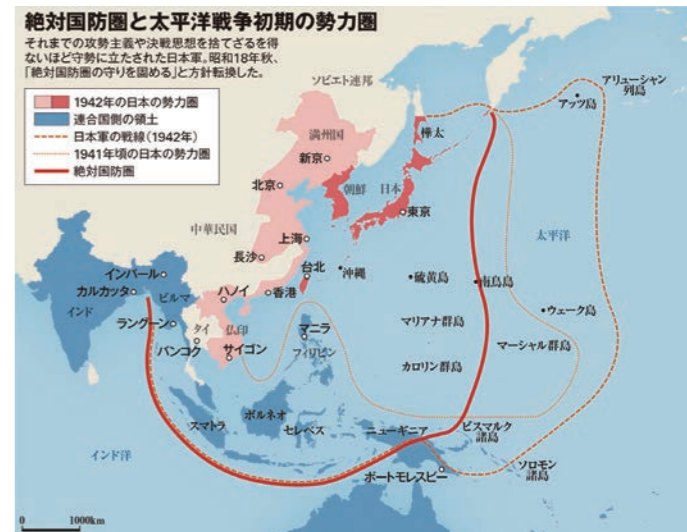 絶対国防圏と太平洋戦争初期の勢力圏
それまでの攻勢主義や決戦思想を捨てざるを得
ないほど守勢に立たされた日本軍。昭和18年秋、
「絶対国防圏の守りを固める」と方針転換した。
1942年の日本の勢力圏
連合国側の領土
日本軍の戦線(1942年)
1941年頃の日本の勢力圏
絶対国防圏
ソビエト連邦
アリューシャン
列島
アッツ島
樺太
満州国
新京
北京
朝鮮
日本
東京
中華民国
上海
太平洋
長沙
台北
沖縄
硫黄島
南鳥島
インパール
カルカッタ
インド
ビルマ
ハノイ
香港
ウェーク島
ラングーン
タイ
仏印
マニラ
マリアナ群島
バンコク
サイゴン
フィリピン
マーシャル群島
カロリン群島
ボルネオ
スマトラ
セレベス
ニューギニア
ビスマルク
諸島
インド洋
ポートモレスビー
ソロモン
諸島
0 1000km